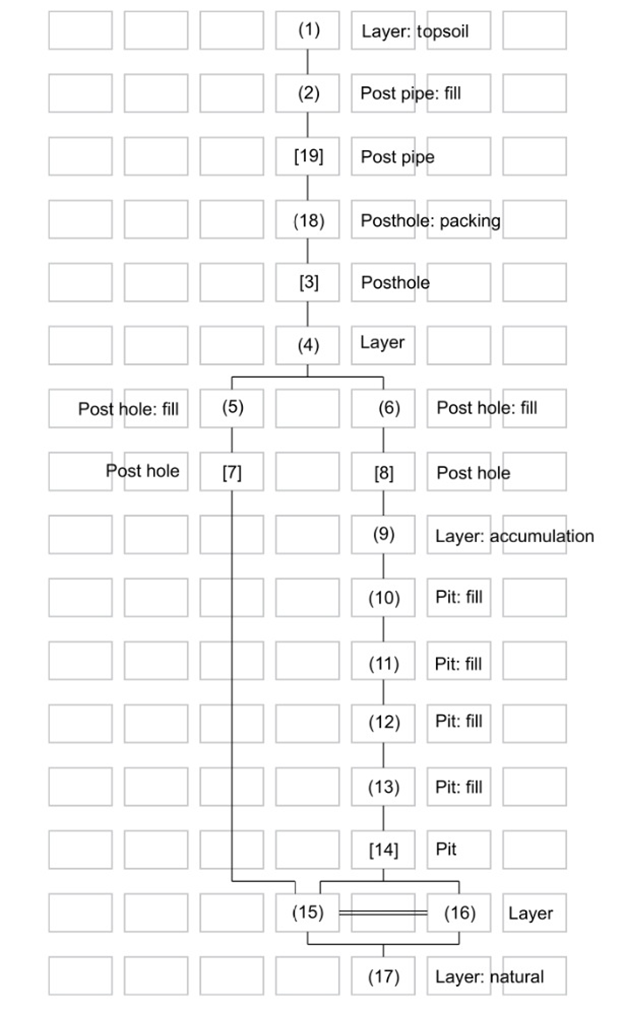 (1) Layer: topsoil
(2) Post pipe: fill
[19] Post pipe
(18) Posthole: packing
[3] Posthole
(4) Layer
Post hole: fill (5) (6) Post hole: fill
Post hole [7] [8] Post hole
(9) Layer: accumulation
(10) Pit: fill
(11) Pit: fill
(12) Pit: fill
(13) Pit: fill
[14] Pit
(15) (16) Layer
(17) Layer: natural